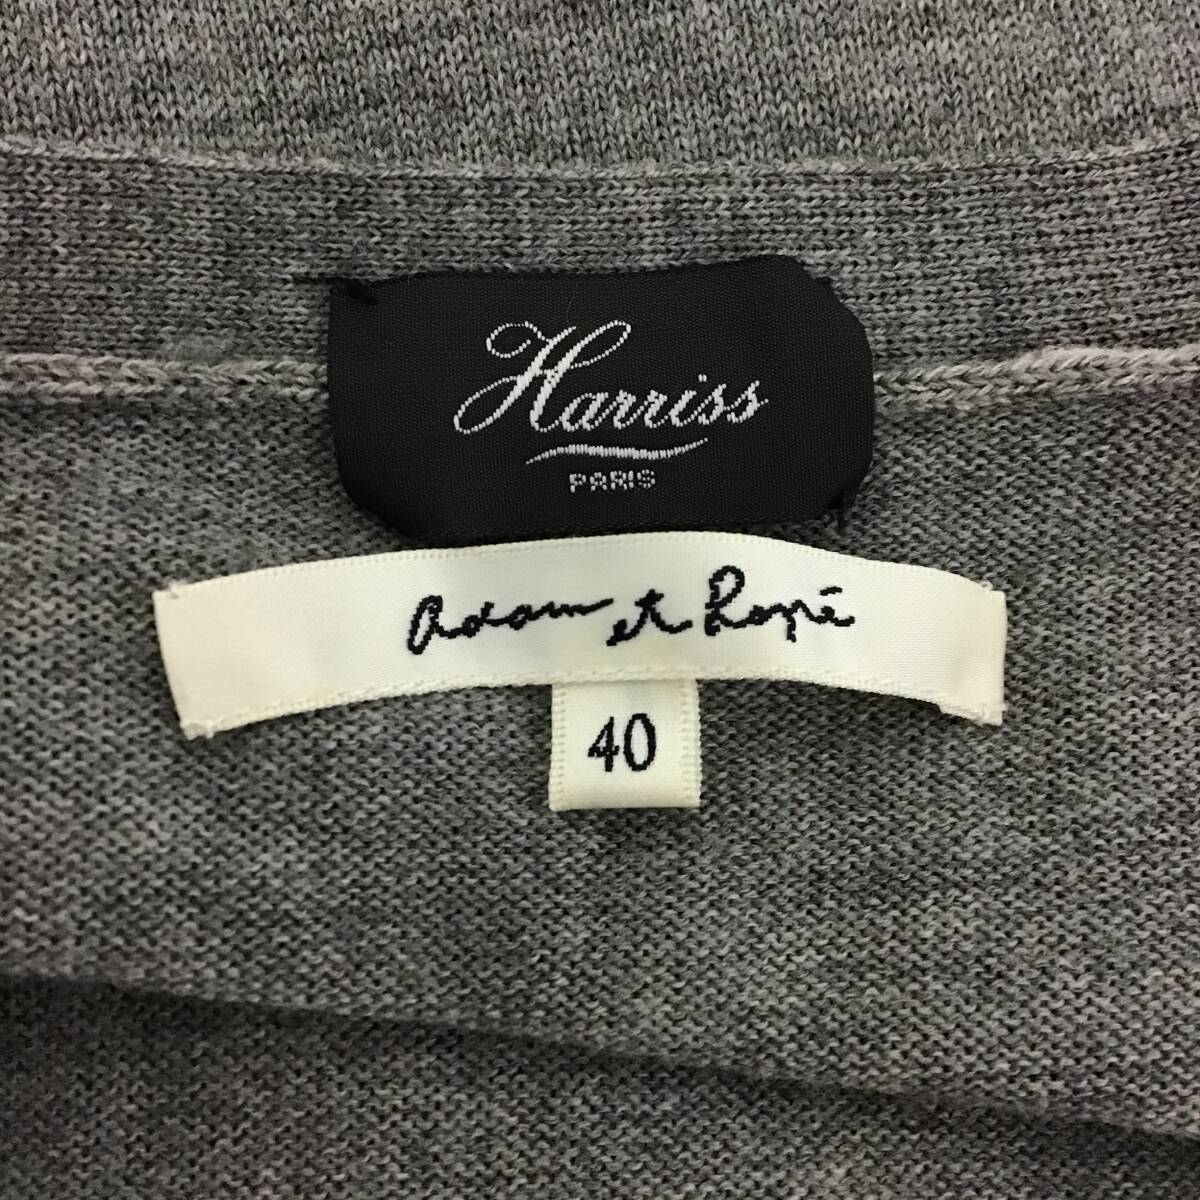 Harriss
PARIS
Adam et Ropé
40